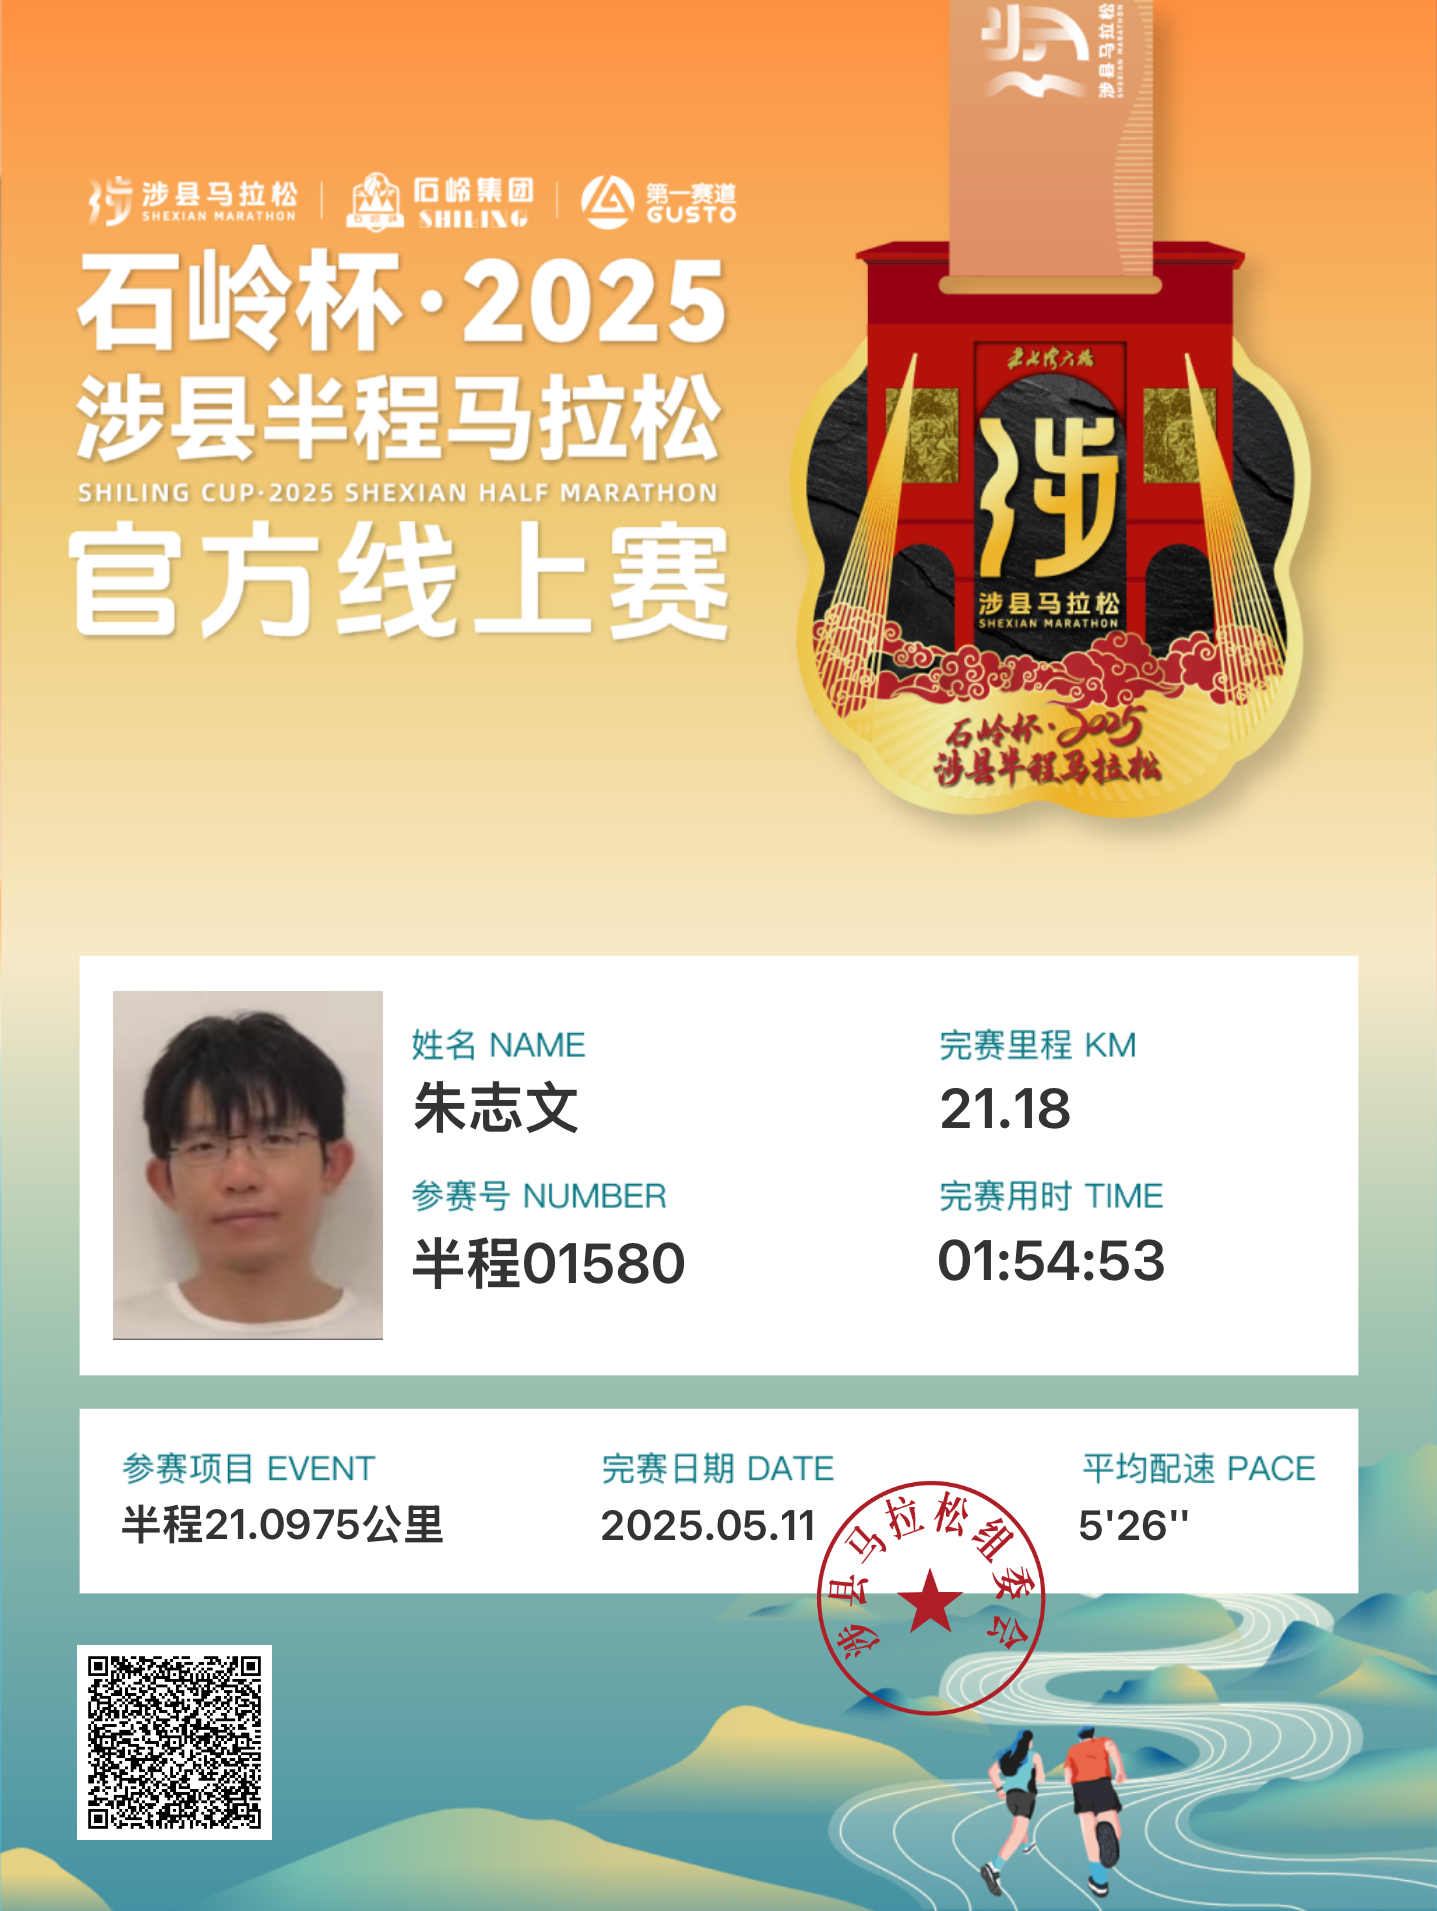 涉县马拉松
SHEXIAN MARATHON
涉县马拉松
SHEXIAN MARATHON
石岭杯
石岭集团
SHILING
第一赛道
GUSTO
石岭杯·2025
涉县半程马拉松
SHILING CUP·2025 SHEXIAN HALF MARATHON
官方线上赛
涉
涉县马拉松
SHEXIAN MARATHON
石岭杯·2025
涉县半程马拉松
姓名 NAME
朱志文
完赛里程 KM
21.18
参赛号 NUMBER
半程01580
完赛用时 TIME
01:54:53
参赛项目 EVENT
半程21.0975公里
完赛日期 DATE
2025.05.11
平均配速 PACE
5'26''
涉县马拉松组委会